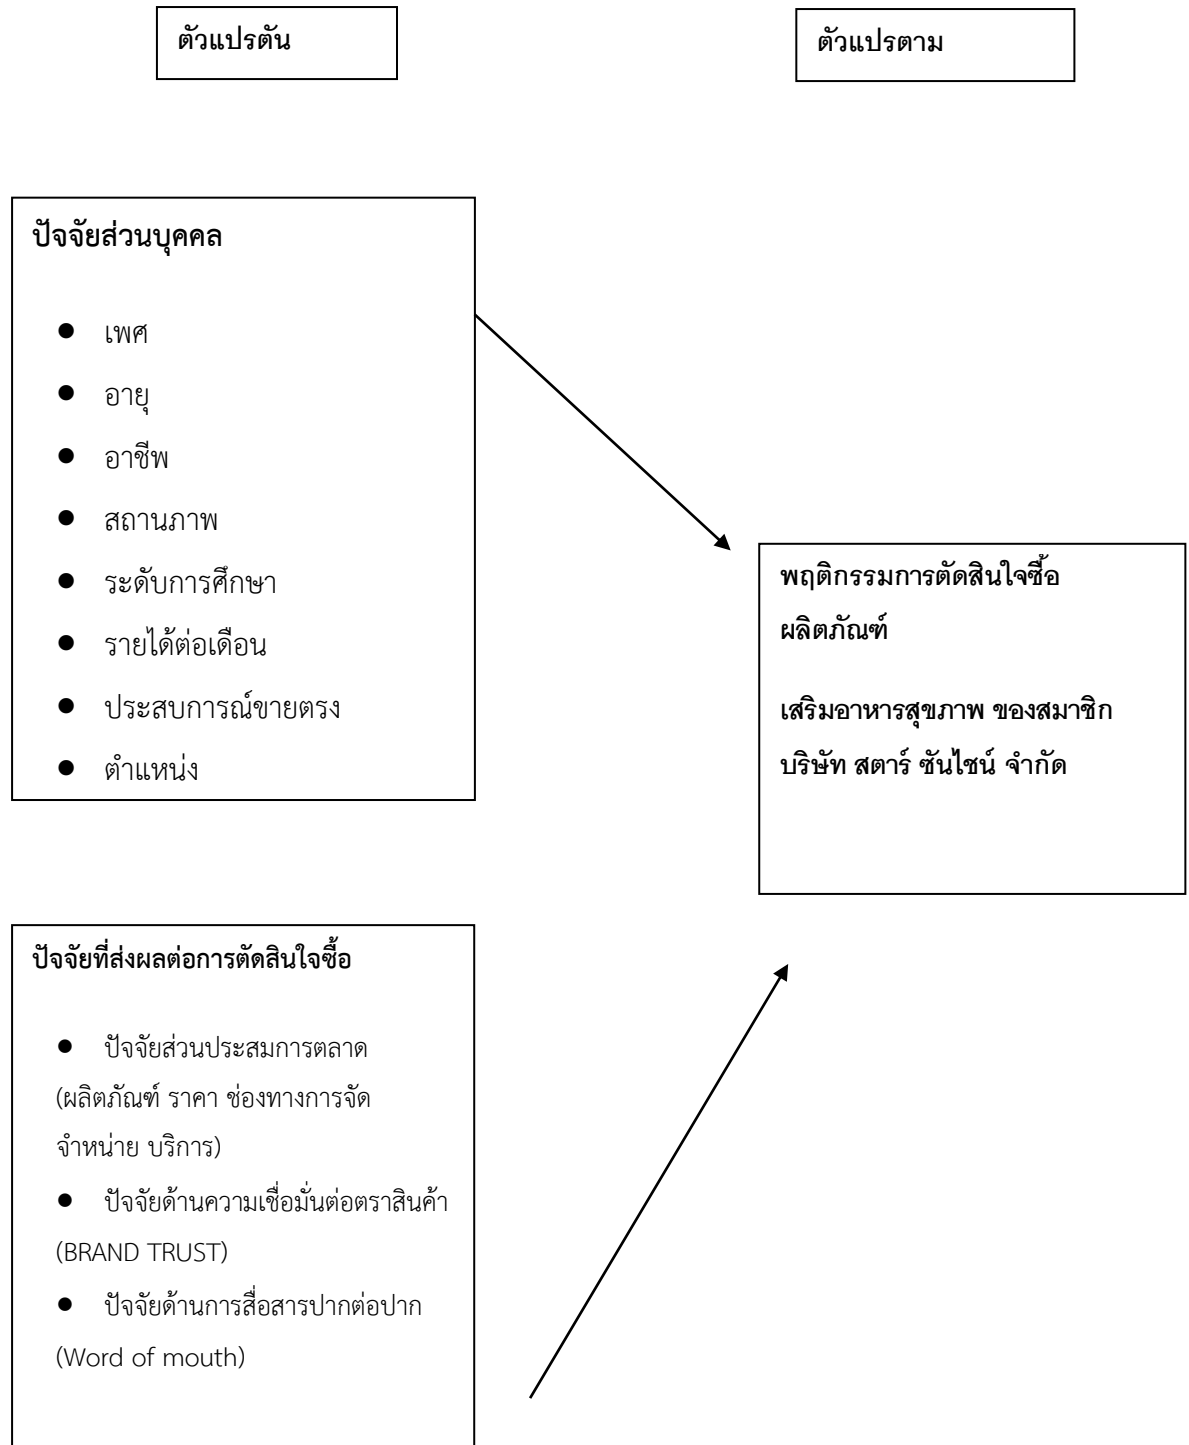 ตัวแปรตัน
ตัวแปรตาม
ปัจจัยส่วนบุคคล
● เพศ
● อายุ
● อาชีพ
● สถานภาพ
● ระดับการศึกษา
● รายได้ต่อเดือน
● ประสบการณ์ขายตรง
● ตำแหน่ง
พฤติกรรมการตัดสินใจซื้อ
ผลิตภัณฑ์
เสริมอาหารสุขภาพ ของสมาชิก
บริษัท สตาร์ ซันไชน์ จำกัด
ปัจจัยที่ส่งผลต่อการตัดสินใจซื้อ
● ปัจจัยส่วนประสมการตลาด
(ผลิตภัณฑ์ ราคา ช่องทางการจัด
จำหน่าย บริการ)
● ปัจจัยด้านความเชื่อมั่นต่อตราสินค้า
(BRAND TRUST)
● ปัจจัยด้านการสื่อสารปากต่อปาก
(Word of mouth)